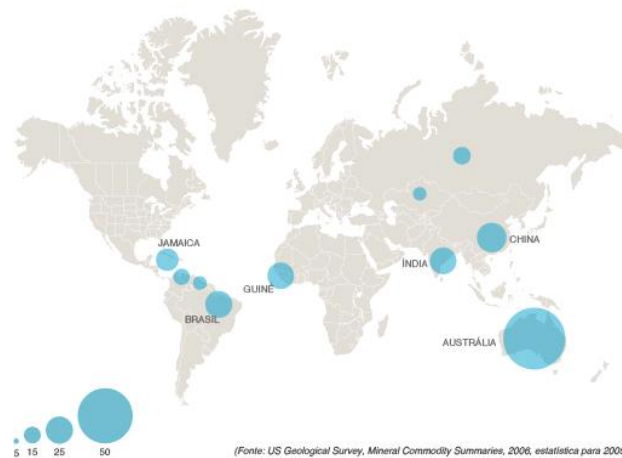 JAMAICA
CHINA
ÍNDIA
GUINÉ
BRASIL
AUSTRÁLIA
5 15 25 50
(Fonte: US Geological Survey, Mineral Commodity Summaries, 2006, estatística para